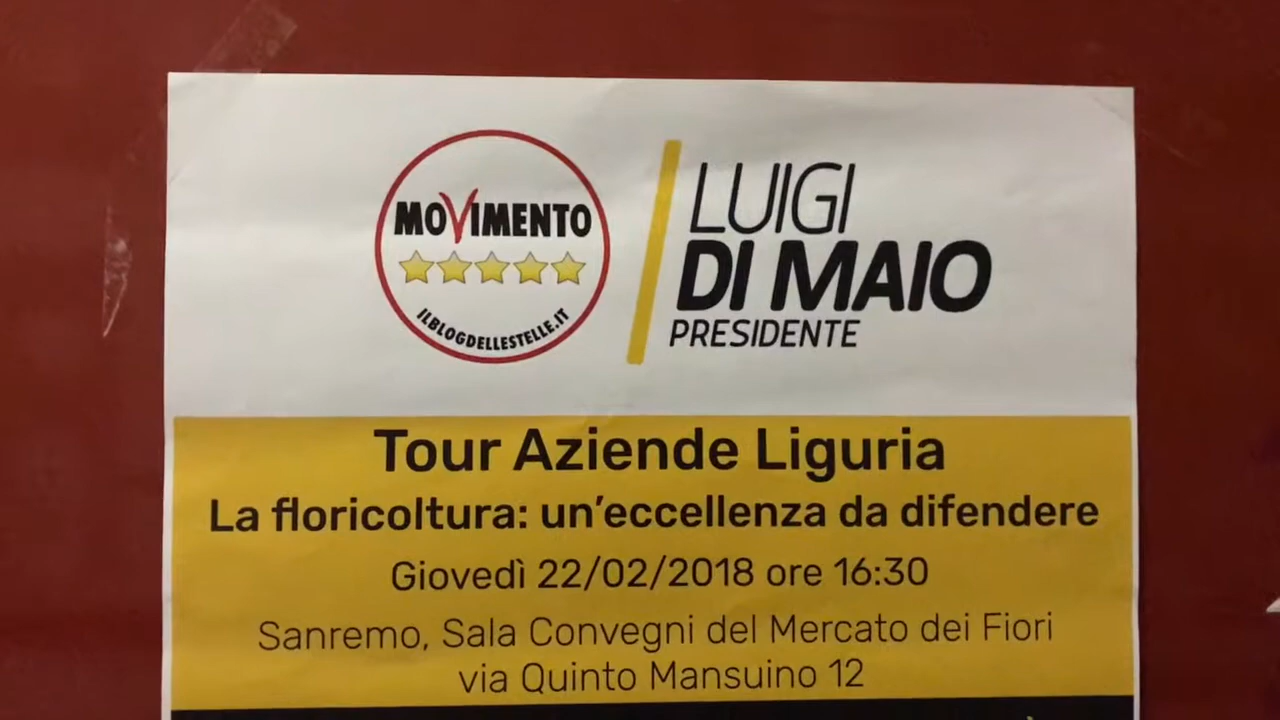 MOVIMENTO
ILBLOGDELLESTELLE.IT
LUIGI
DI MAIO
PRESIDENTE
Tour Aziende Liguria
La floricoltura: un'eccellenza da difendere
Giovedì 22/02/2018 ore 16:30
Sanremo, Sala Convegni del Mercato dei Fiori
via Quinto Mansuino 12